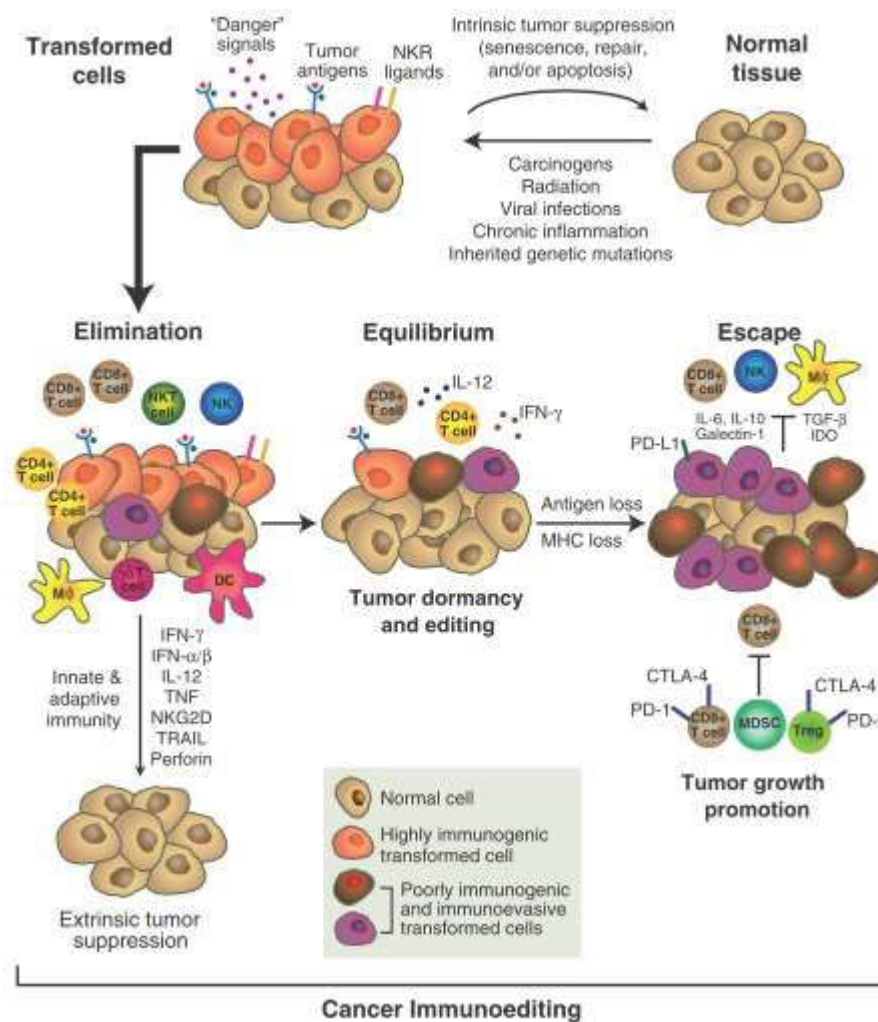 Transformed
cells
"Danger"
signals
Tumor
antigens
NKR
ligands
Intrinsic tumor suppression
(senescence, repair,
and/or apoptosis)
Normal
tissue
Carcinogens
Radiation
Viral infections
Chronic inflammation
Inherited genetic mutations
Elimination
CD8+
T cell
CD8+
T cell
NKT
cell
NK
CD4+
T cell
CD4+
T cell
Mϕ
γδT
cell
DC
Innate &
adaptive
immunity
IFN-γ
IFN-α/β
IL-12
TNF
NKG2D
TRAIL
Perforin
Extrinsic tumor
suppression
Equilibrium
CD8+
T cell
IL-12
CD4+
T cell
IFN-γ
Tumor dormancy
and editing
Antigen loss
MHC loss
Escape
CD8+
T cell
NK
Mϕ
IL-6, IL-10
Galectin-1
TGF-β
IDO
PD-L1
CD8+
T cell
CTLA-4
PD-1
CD8+
T cell
MDSC
Treg
CTLA-4
PD-
Tumor growth
promotion
Normal cell
Highly immunogenic
transformed cell
Poorly immunogenic
and immunoevasive
transformed cells
Cancer Immunoediting